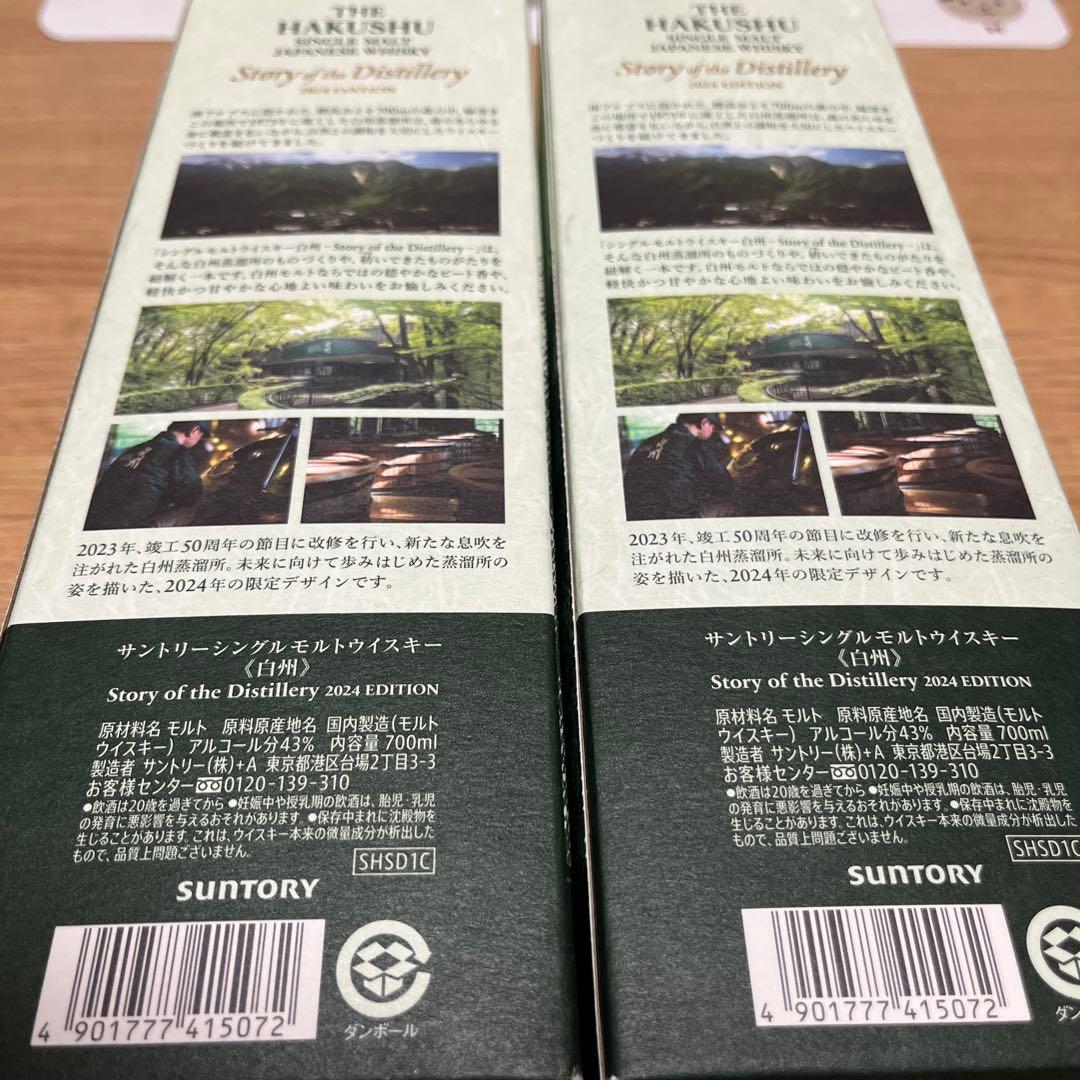 THE
HAKUSHU
SINGLE MALT
JAPANESE WHISKY
Story of the Distillery
2024 EDITION
づくりを続けてきました。
『シングルモルトウイスキー白州－Story of the Distillery－』は、
そんな白州蒸溜所のものづくりや、紡いできたものがたりを
紐解く一本です。白州モルトならではの穏やかなピート香や、
軽快かつ甘やかな心地よい味わいをお愉しみください。
2023年、竣工50周年の節目に改修を行い、新たな息吹を
注がれた白州蒸溜所。未来に向けて歩みはじめた蒸溜所の
姿を描いた、2024年の限定デザインです。
サントリーシングルモルトウイスキー
《白州》
Story of the Distillery 2024 EDITION
原材料名 モルト 原料原産地名 国内製造(モルト
ウイスキー) アルコール分43% 内容量 700ml
製造者 サントリー(株)+A 東京都港区台場2丁目3-3
お客様センター 0120-139-310
●飲酒は20歳を過ぎてから ●妊娠中や授乳期の飲酒は、胎児・乳児
の発育に悪影響を与えるおそれがあります。 ●保存中まれに沈殿物を
生じることがあります。これは、ウイスキー本来の微量成分が析出した
もので、品質上問題ございません。
SHSD1C
SUNTORY
4 901777 415072
ダンボール
THE
HAKUSHU
SINGLE MALT
JAPANESE WHISKY
Story of the Distillery
2024 EDITION
づくりを続けてきました。
『シングルモルトウイスキー白州－Story of the Distillery－』は、
そんな白州蒸溜所のものづくりや、紡いできたものがたりを
紐解く一本です。白州モルトならではの穏やかなピート香や、
軽快かつ甘やかな心地よい味わいをお愉しみください。
2023年、竣工50周年の節目に改修を行い、新たな息吹を
注がれた白州蒸溜所。未来に向けて歩みはじめた蒸溜所の
姿を描いた、2024年の限定デザインです。
サントリーシングルモルトウイスキー
《白州》
Story of the Distillery 2024 EDITION
原材料名 モルト 原料原産地名 国内製造(モルト
ウイスキー) アルコール分43% 内容量 700ml
製造者 サントリー(株)+A 東京都港区台場2丁目3-3
お客様センター 0120-139-310
●飲酒は20歳を過ぎてから ●妊娠中や授乳期の飲酒は、胎児・乳児
の発育に悪影響を与えるおそれがあります。 ●保存中まれに沈殿物を
生じることがあります。これは、ウイスキー本来の微量成分が析出した
もので、品質上問題ございません。
SHSD1C
SUNTORY
4 901777 415072
ダン